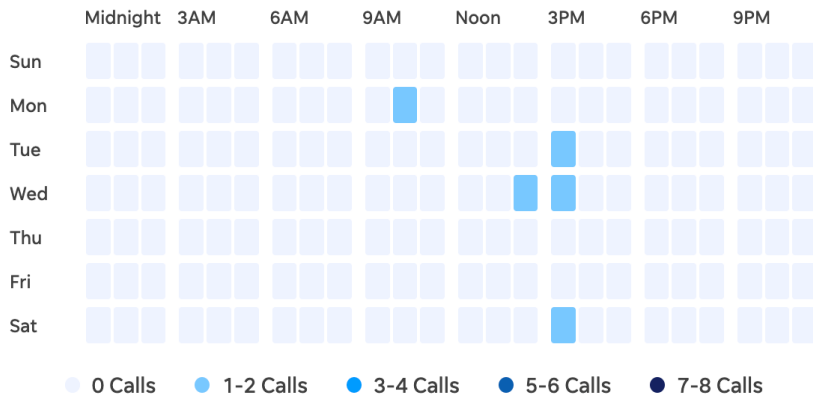 Midnight 3AM 6AM 9AM Noon 3PM 6PM 9PM
Sun
Mon
Tue
Wed
Thu
Fri
Sat
0 Calls 1-2 Calls 3-4 Calls 5-6 Calls 7-8 Calls